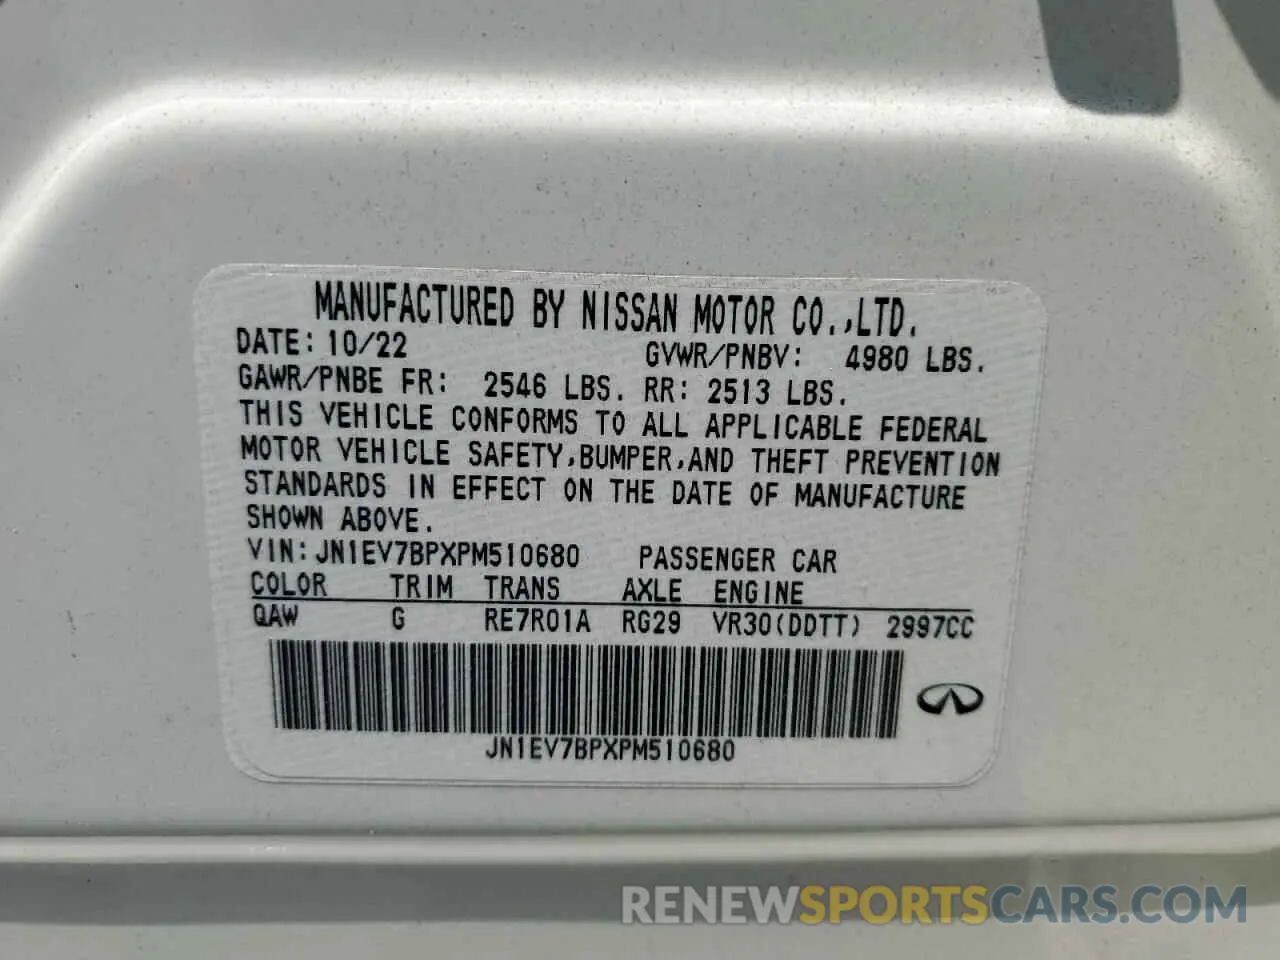 MANUFACTURED BY NISSAN MOTOR CO.,LTD.
DATE: 10/22 GVWR/PNBV: 4980 LBS.
GAWR/PNBE FR: 2546 LBS. RR: 2513 LBS.
THIS VEHICLE CONFORMS TO ALL APPLICABLE FEDERAL
MOTOR VEHICLE SAFETY,BUMPER,AND THEFT PREVENTION
STANDARDS IN EFFECT ON THE DATE OF MANUFACTURE
SHOWN ABOVE.
VIN:JN1EV7BPXPM510680 PASSENGER CAR
COLOR TRIM TRANS AXLE ENGINE
QAW G RE7R01A RG29 VR30(DDTT) 2997CC
JN1EV7BPXPM510680
RENEWSPORTSCARS.COM